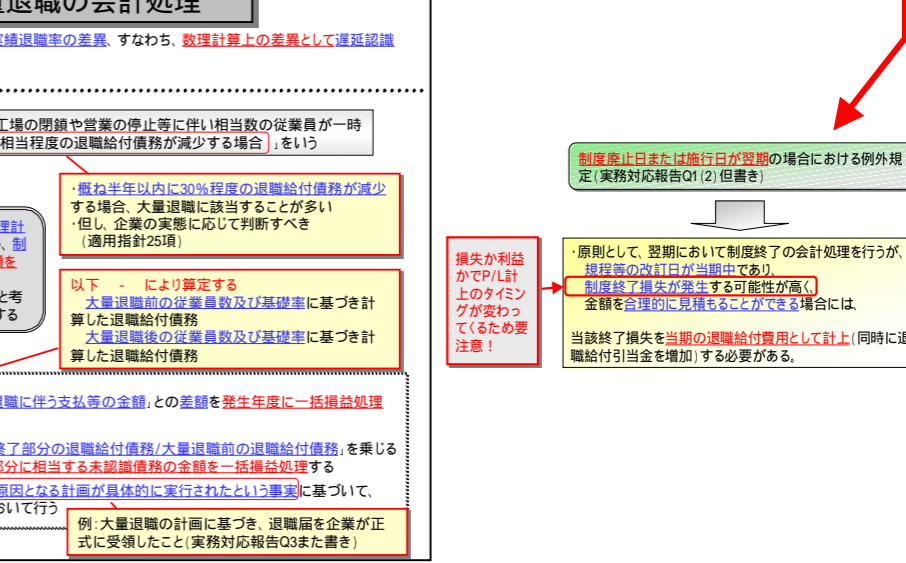 量退職の会計処理
実績退職率の差異、すなわち、数理計算上の差異として遅延認識
工場の閉鎖や営業の停止等に伴い相当数の従業員が一時
相当程度の退職給付債務が減少する場合」をいう
・概ね半年以内に30%程度の退職給付債務が減少
する場合、大量退職に該当することが多い
・但し、企業の実態に応じて判断すべき
(適用指針25項)
理計
、制
額を
と考
する
以下 - により算定する
大量退職前の従業員数及び基礎率に基づき計
算した退職給付債務
大量退職後の従業員数及び基礎率に基づき計
算した退職給付債務
職に伴う支払等の金額」との差額を発生年度に一括損益処理
終了部分の退職給付債務/大量退職前の退職給付債務」を乗じる
部分に相当する未認識債務の金額を一括損益処理する
原因となる計画が具体的に実行されたという事実に基づいて、
おいて行う
例:大量退職の計画に基づき、退職届を企業が正
式に受領したこと(実務対応報告Q3また書き)
制度廃止日または施行日が翌期の場合における例外規
定(実務対応報告Q1(2)但書き)
損失か利益
かでP/L計
上のタイミン
グが変わっ
てくるため要
注意!
・原則として、翌期において制度終了の会計処理を行うが、
規程等の改訂日が当期中であり、
制度終了損失が発生する可能性が高く、
金額を合理的に見積もることができる場合には、
当該終了損失を当期の退職給付費用として計上(同時に退
職給付引当金を増加)する必要がある。